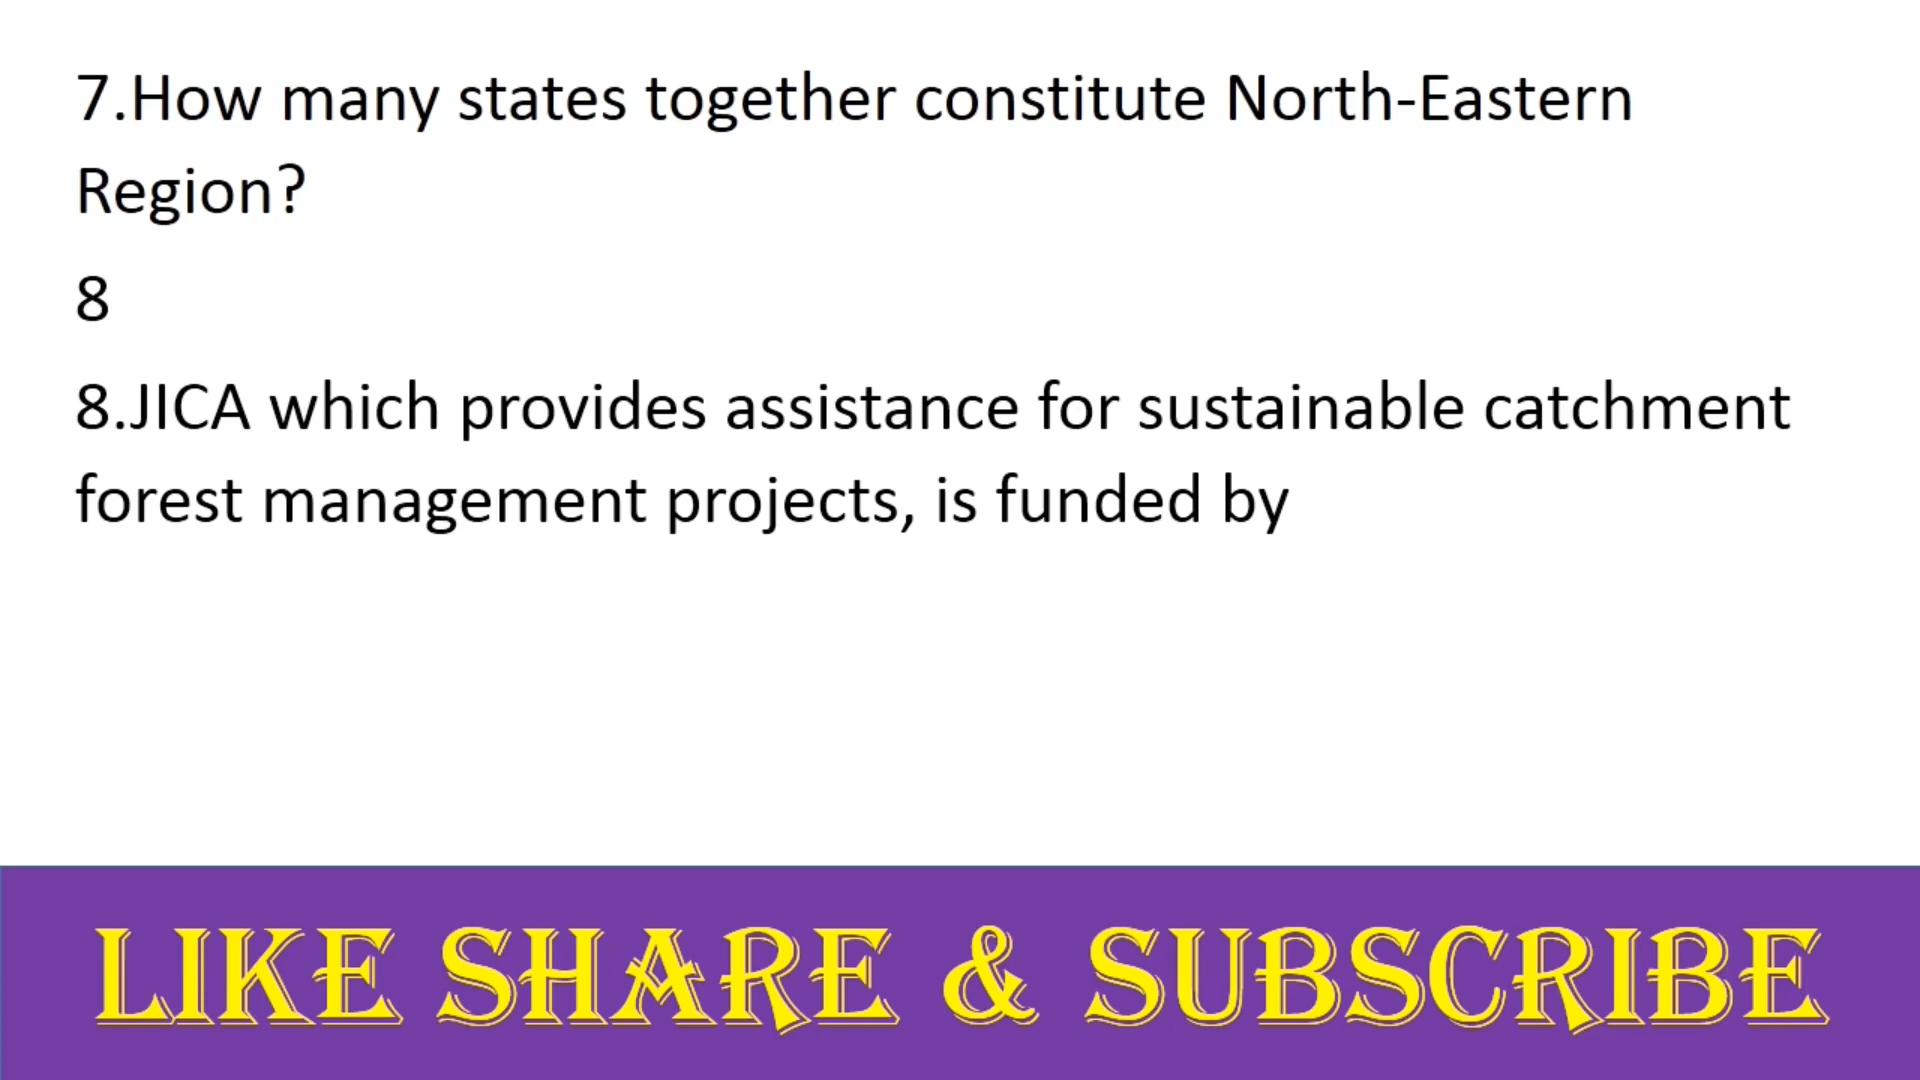 7.How many states together constitute North-Eastern
Region?
8
8.JICA which provides assistance for sustainable catchment
forest management projects, is funded by
LIKE SHARE & SUBSCRIBE